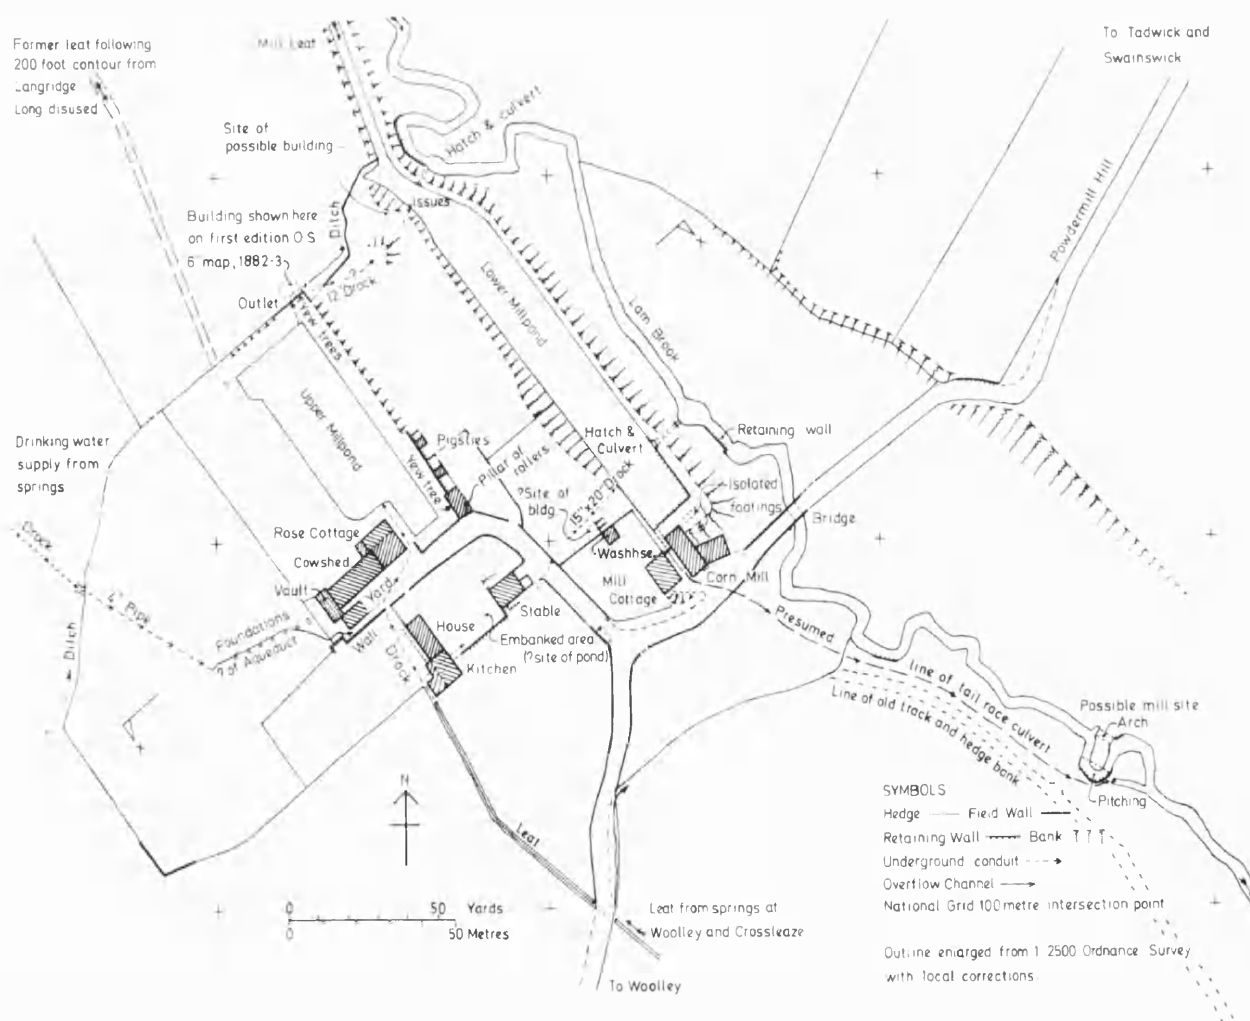 Former leat following
200 foot contour from
Langridge
Long disused
Mill Leat
To Tadwick and
Swainswick
Hatch & culvert
Site of
possible building
Issues
Ditch
Building shown here
on first edition O S
6" map, 1882-3
? 12" Drock
Outlet
Yew trees
Powdermill Hill
Lower Millpond
Lam Brook
Upper Millpond
Drinking water
supply from
springs
Pigsties
Yew tree
Pillar of
rollers
Hatch &
Culvert
Retaining wall
?Site of
bldg
15" x 20" Drock
Isolated
footings
Bridge
Rose Cottage
Cowshed
Vault
Yard
Washhse
Corn Mill
Mill
Cottage
Drock
4" Pipe
Ditch
Foundations
? of Aqueduct
Wall
Drock
House
Stable
Embanked area
(?site of pond)
Kitchen
Presumed line of tail race culvert
Line of old track and hedge bank
Possible mill site
Arch
Pitching
N
Leat
0 50 Yards
0 50 Metres
Leat from springs at
Woolley and Crossleaze
To Woolley
SYMBOLS
Hedge Field Wall
Retaining Wall Bank
Underground conduit
Overflow Channel
National Grid 100 metre intersection point
Outline enlarged from 1 2500 Ordnance Survey
with local corrections